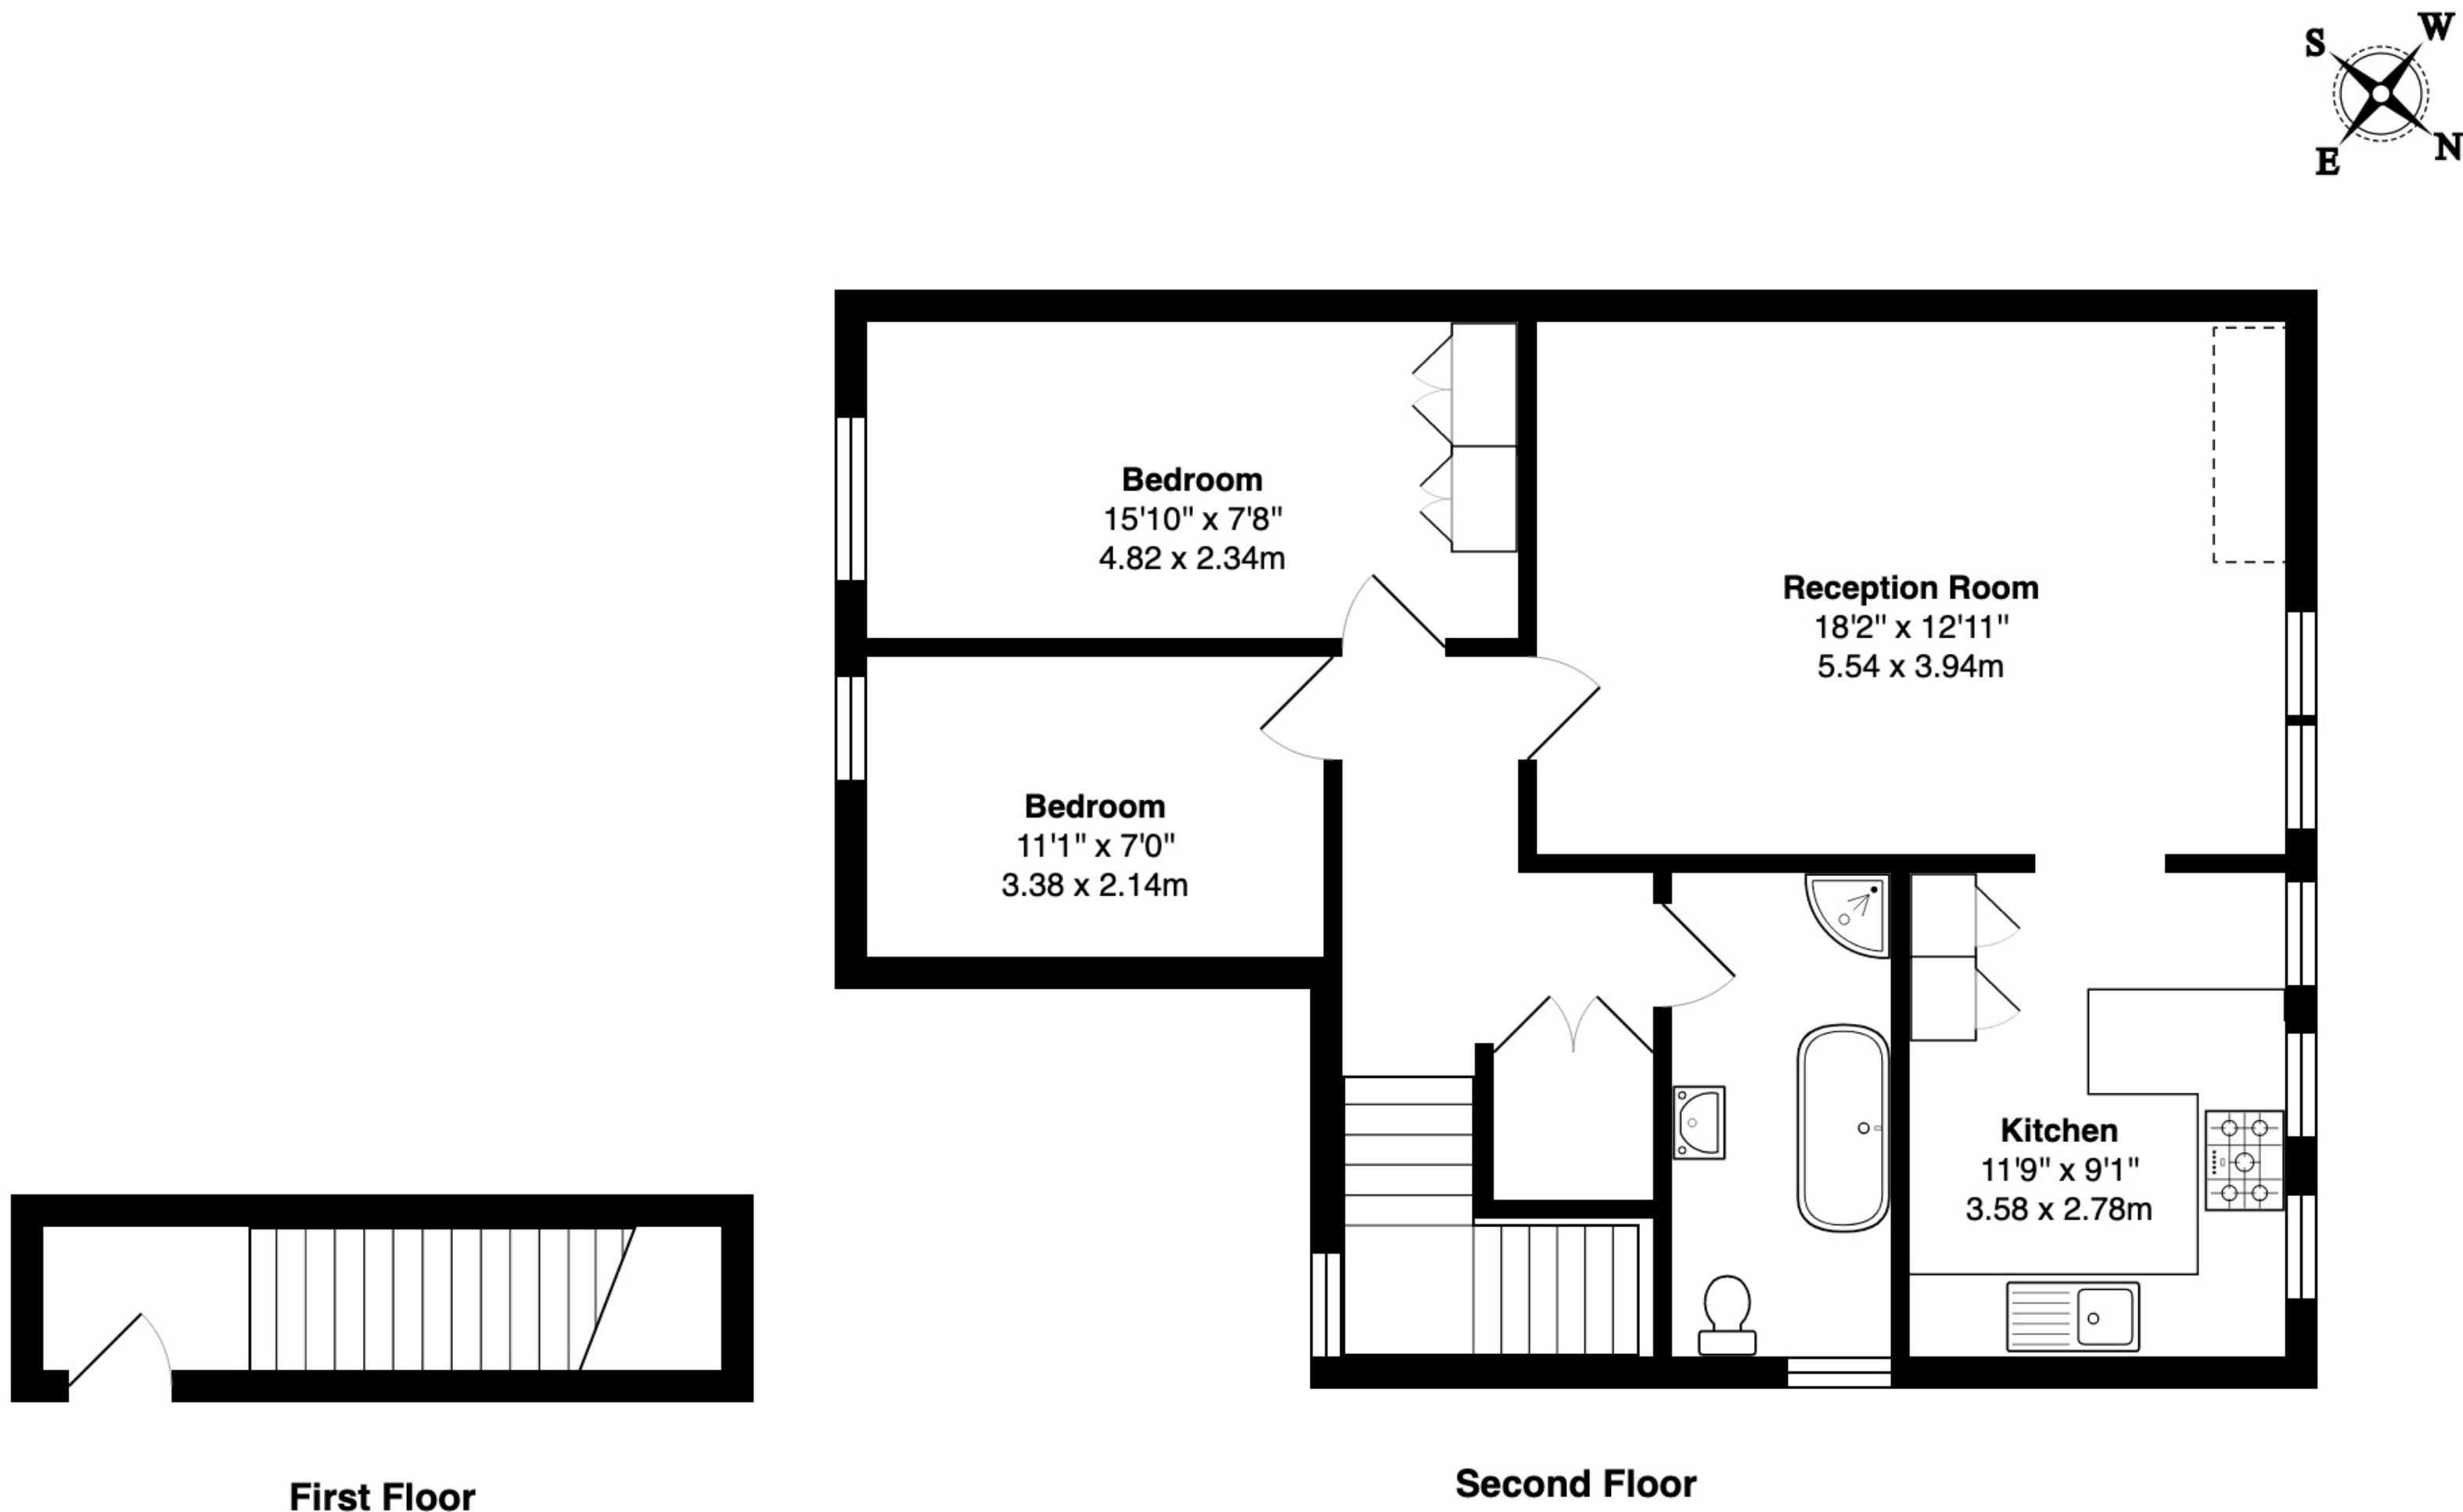 S
W
E
N
Bedroom
15'10" x 7'8"
4.82 x 2.34m
Reception Room
18'2" x 12'11"
5.54 x 3.94m
Bedroom
11'1" x 7'0"
3.38 x 2.14m
Kitchen
11'9" x 9'1"
3.58 x 2.78m
First Floor
Second Floor